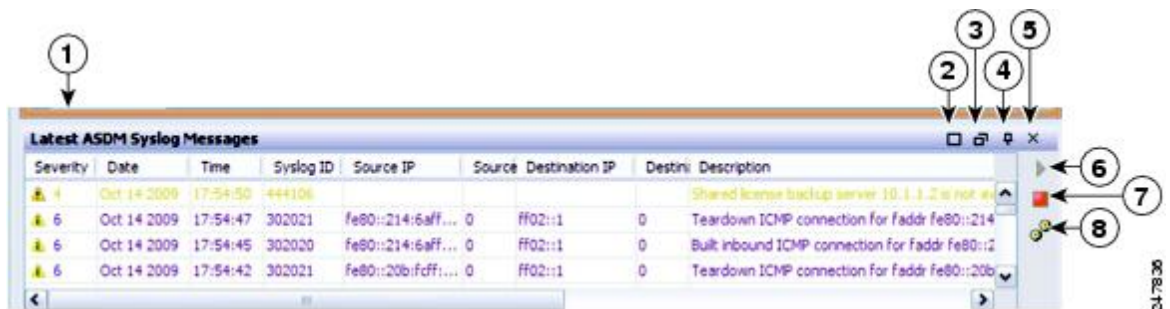 3 5
1 2 4
Latest ASDM Syslog Messages
Severity Date Time Syslog ID Source IP Source Destination IP Destini Description
4 Oct 14 2009 17:54:50 444106 Shared license backup server 10.1.1.2 is not
6 Oct 14 2009 17:54:47 302021 fe80::214:6aff... 0 ff02::1 0 Teardown ICMP connection for faddr fe80::214
6 Oct 14 2009 17:54:45 302020 fe80::214:6aff... 0 ff02::1 0 Built inbound ICMP connection for faddr fe80::2
6 Oct 14 2009 17:54:42 302021 fe80::20b:fcff:... 0 ff02::1 0 Teardown ICMP connection for faddr fe80::20b
6
7
8
247836